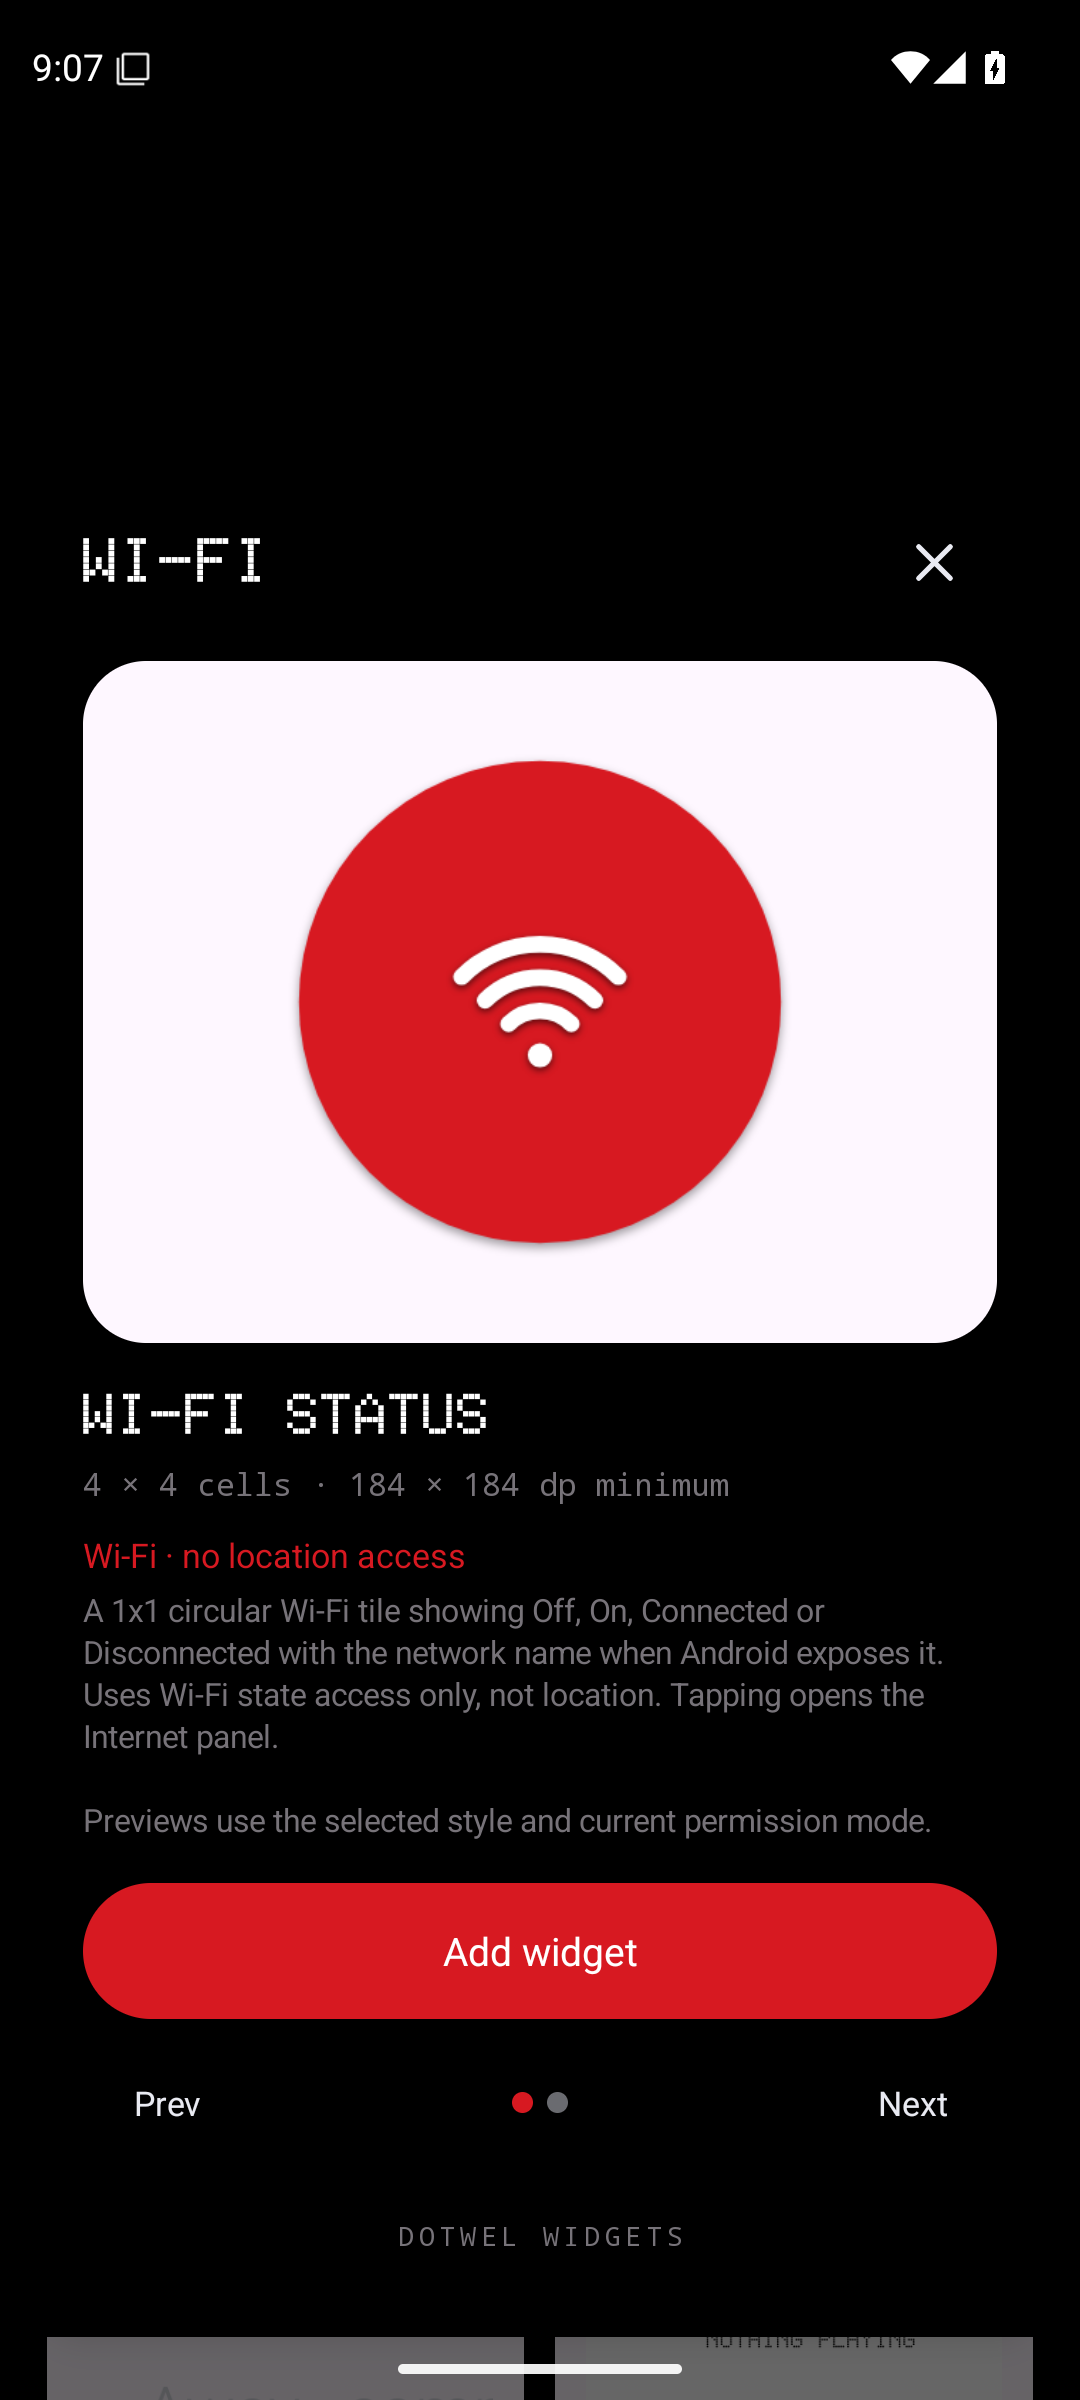 9:07
WI-FI
WI-FI STATUS
4 × 4 cells · 184 × 184 dp minimum
Wi-Fi · no location access
A 1x1 circular Wi-Fi tile showing Off, On, Connected or
Disconnected with the network name when Android exposes it.
Uses Wi-Fi state access only, not location. Tapping opens the
Internet panel.
Previews use the selected style and current permission mode.
Add widget
Prev
Next
DOTWEL WIDGETS
NOTHING PLAYING